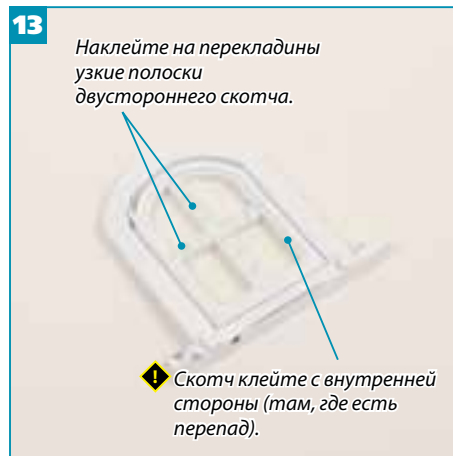 13
Наклейте на перекладины
узкие полоски
двустороннего скотча.
! Скотч клейте с внутренней
стороны (там, где есть
перепад).